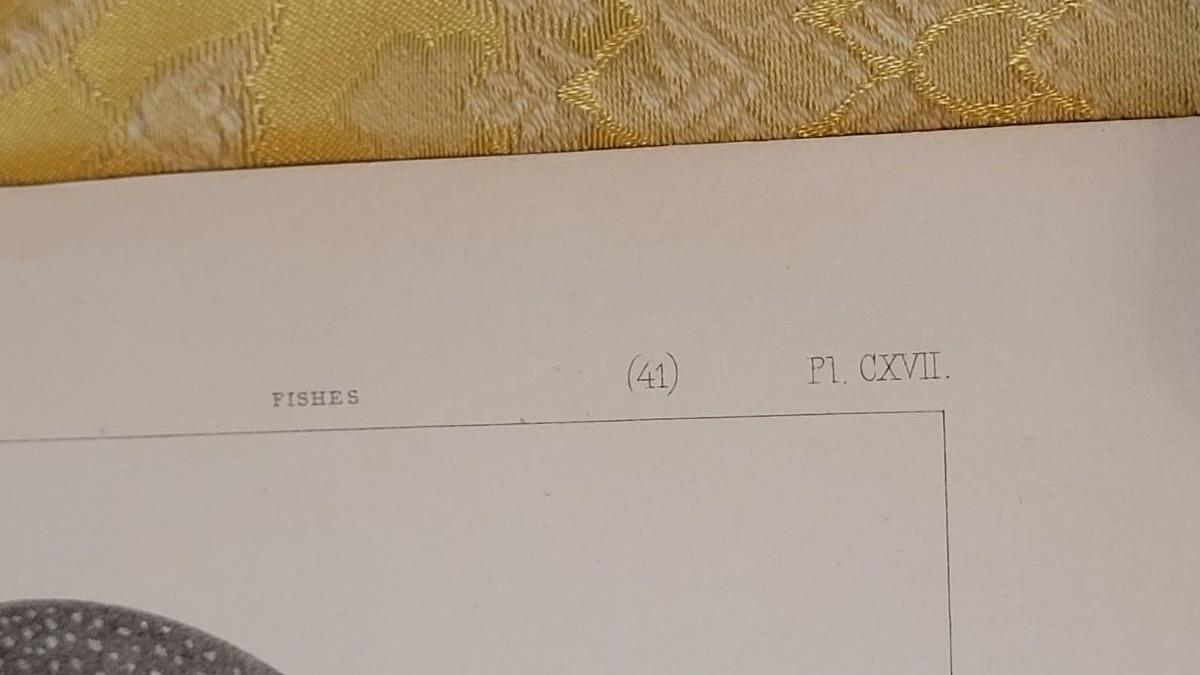 FISHES (41) Pl. CXVII.